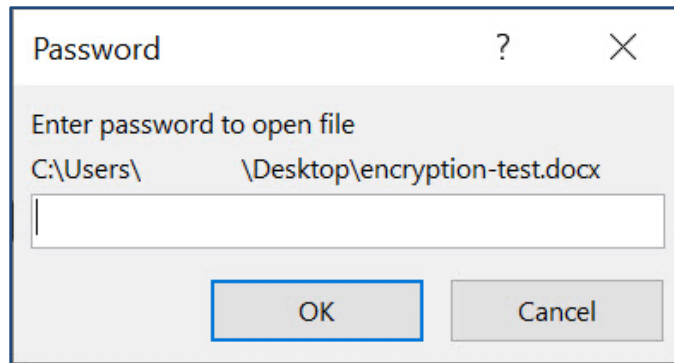 Password ?
Enter password to open file
C:\Users\ \Desktop\encryption-test.docx
OK Cancel